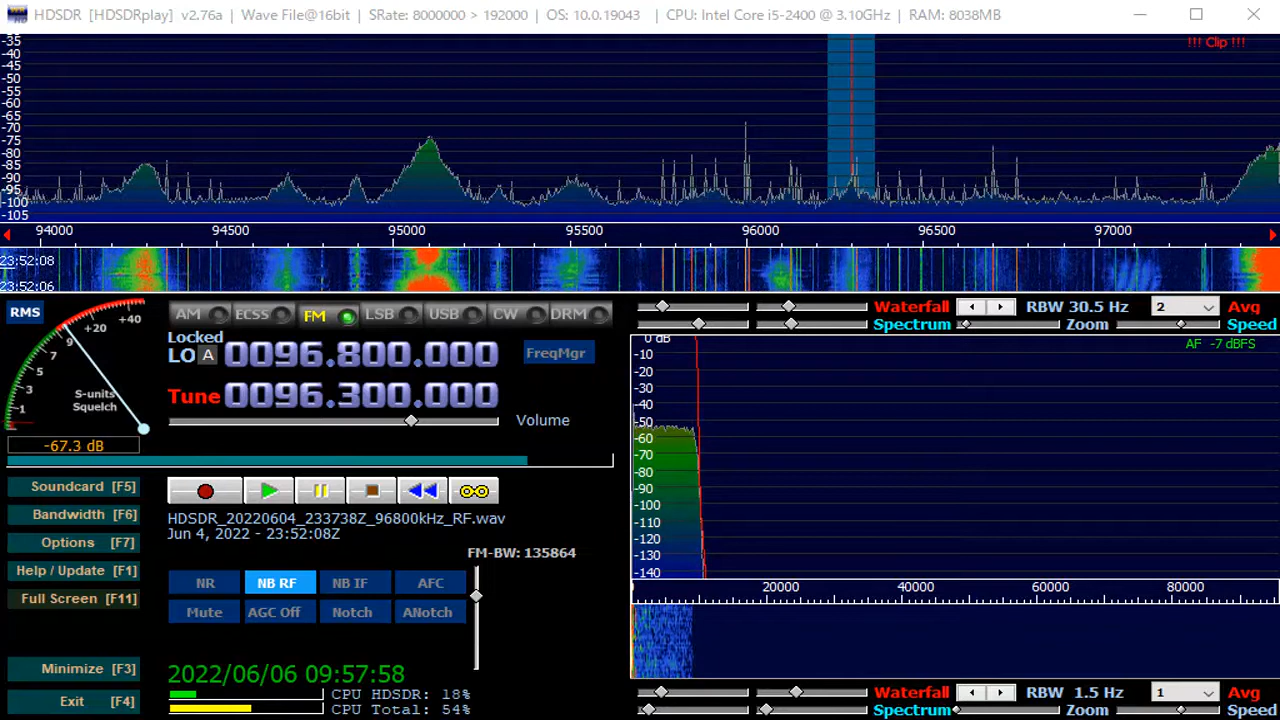 HDSDR [HDSDRplay] v2.76a | Wave File@16bit | SRate: 8000000 > 192000 | OS: 10.0.19043 | CPU: Intel Core i5-2400 @ 3.10GHz | RAM: 8038MB
!!! Clip !!!
-35
-40
-45
-50
-55
-60
-65
-70
-75
-80
-85
-90
-95
-100
-105
94000 94500 95000 95500 96000 96500 97000
23:52:08
23:52:06
RMS
1 3 5 7 9 +20 +40
S-units
Squelch
-67.3 dB
AM ECSS FM LSB USB CW DRM
Locked
LO A 0096.800.000
FreqMgr
Tune 0096.300.000
Volume
Soundcard [F5]
Bandwidth [F6]
Options [F7]
Help / Update [F1]
Full Screen [F11]
Minimize [F3]
Exit [F4]
HDSDR_20220604_233738Z_96800kHz_RF.wav
Jun 4, 2022 - 23:52:08Z
FM-BW: 135864
NR NB RF NB IF AFC
Mute AGC Off Notch ANotch
2022/06/06 09:57:58
CPU HDSDR: 18%
CPU Total: 54%
Waterfall RBW 30.5 Hz 2 Avg
Spectrum Zoom Speed
AF -7 dBFS
0 dB
-10
-20
-30
-40
-50
-60
-70
-80
-90
-100
-110
-120
-130
-140
20000 40000 60000 80000
Waterfall RBW 1.5 Hz 1 Avg
Spectrum Zoom Speed